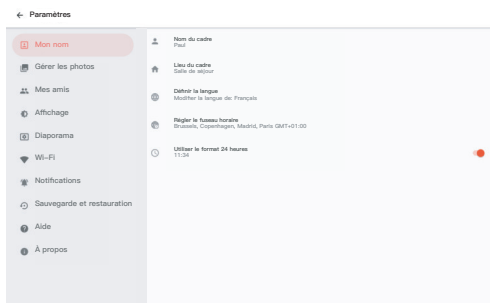 Paramètres
Mon nom
Gérer les photos
Mes amis
Affichage
Diaporama
Wi-Fi
Notifications
Sauvegarde et restauration
Aide
À propos
Nom du cadre
Paul
Lieu du cadre
Salle de séjour
Définir la langue
Modifier la langue de: Français
Régler le fuseau horaire
Brussels, Copenhagen, Madrid, Paris GMT+01:00
Utiliser le format 24 heures
11:34